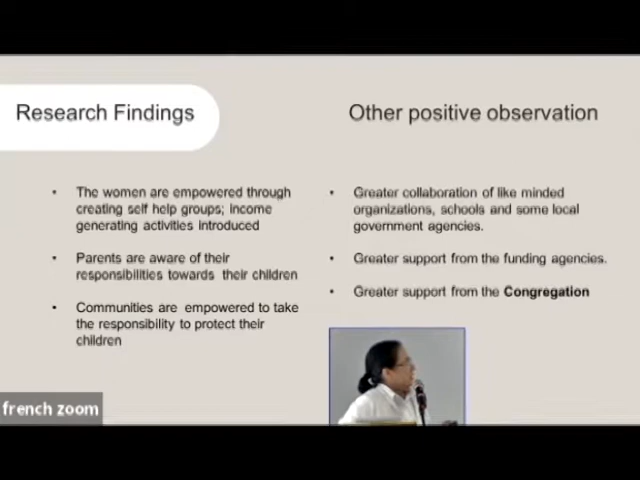 Research Findings
Other positive observation
• The women are empowered through
creating self help groups; income
generating activities introduced
• Parents are aware of their
responsibilities towards their children
• Communities are empowered to take
the responsibility to protect their
children
• Greater collaboration of like minded
organizations, schools and some local
government agencies.
• Greater support from the funding agencies.
• Greater support from the Congregation
french zoom